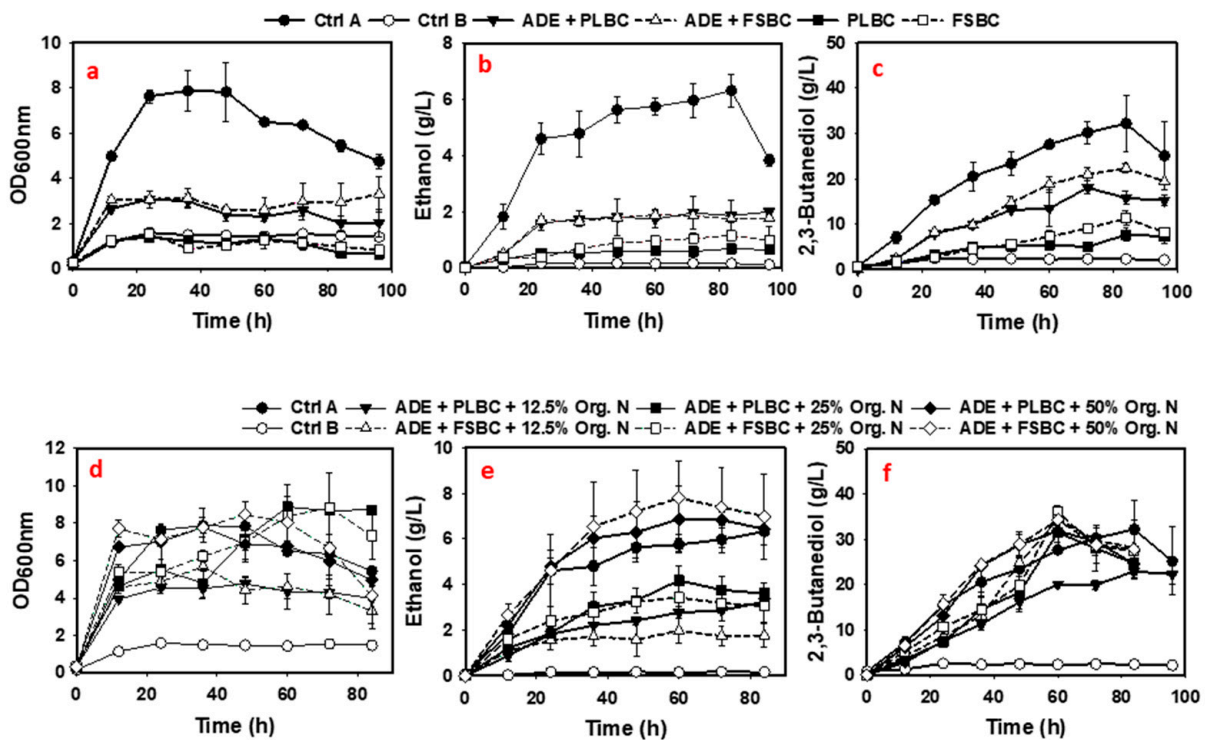 Ctrl A Ctrl B ADE + PLBC ADE + FSBC PLBC FSBC
a
OD600nm
10
8
6
4
2
0
0 20 40 60 80 100
Time (h)
b
Ethanol (g/L)
8
6
4
2
0
0 20 40 60 80 100
Time (h)
c
2,3-Butanediol (g/L)
50
40
30
20
10
0
0 20 40 60 80 100
Time (h)
Ctrl A ADE + PLBC + 12.5% Org. N ADE + PLBC + 25% Org. N ADE + PLBC + 50% Org. N
Ctrl B ADE + FSBC + 12.5% Org. N ADE + FSBC + 25% Org. N ADE + FSBC + 50% Org. N
d
OD600nm
12
10
8
6
4
2
0
0 20 40 60 80
Time (h)
e
Ethanol (g/L)
10
8
6
4
2
0
0 20 40 60 80
Time (h)
f
2,3-Butanediol (g/L)
50
40
30
20
10
0
0 20 40 60 80 100
Time (h)